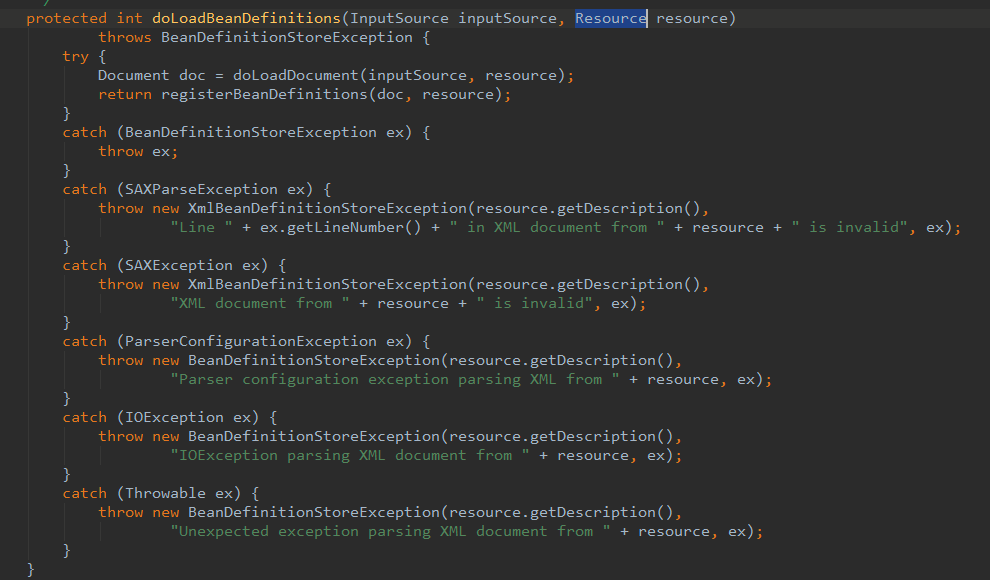 /
protected int doLoadBeanDefinitions(InputSource inputSource, Resource resource)
        throws BeanDefinitionStoreException {
    try {
        Document doc = doLoadDocument(inputSource, resource);
        return registerBeanDefinitions(doc, resource);
    }
    catch (BeanDefinitionStoreException ex) {
        throw ex;
    }
    catch (SAXParseException ex) {
        throw new XmlBeanDefinitionStoreException(resource.getDescription(),
                "Line " + ex.getLineNumber() + " in XML document from " + resource + " is invalid", ex);
    }
    catch (SAXException ex) {
        throw new XmlBeanDefinitionStoreException(resource.getDescription(),
                "XML document from " + resource + " is invalid", ex);
    }
    catch (ParserConfigurationException ex) {
        throw new BeanDefinitionStoreException(resource.getDescription(),
                "Parser configuration exception parsing XML from " + resource, ex);
    }
    catch (IOException ex) {
        throw new BeanDefinitionStoreException(resource.getDescription(),
                "IOException parsing XML document from " + resource, ex);
    }
    catch (Throwable ex) {
        throw new BeanDefinitionStoreException(resource.getDescription(),
                "Unexpected exception parsing XML document from " + resource, ex);
    }
}